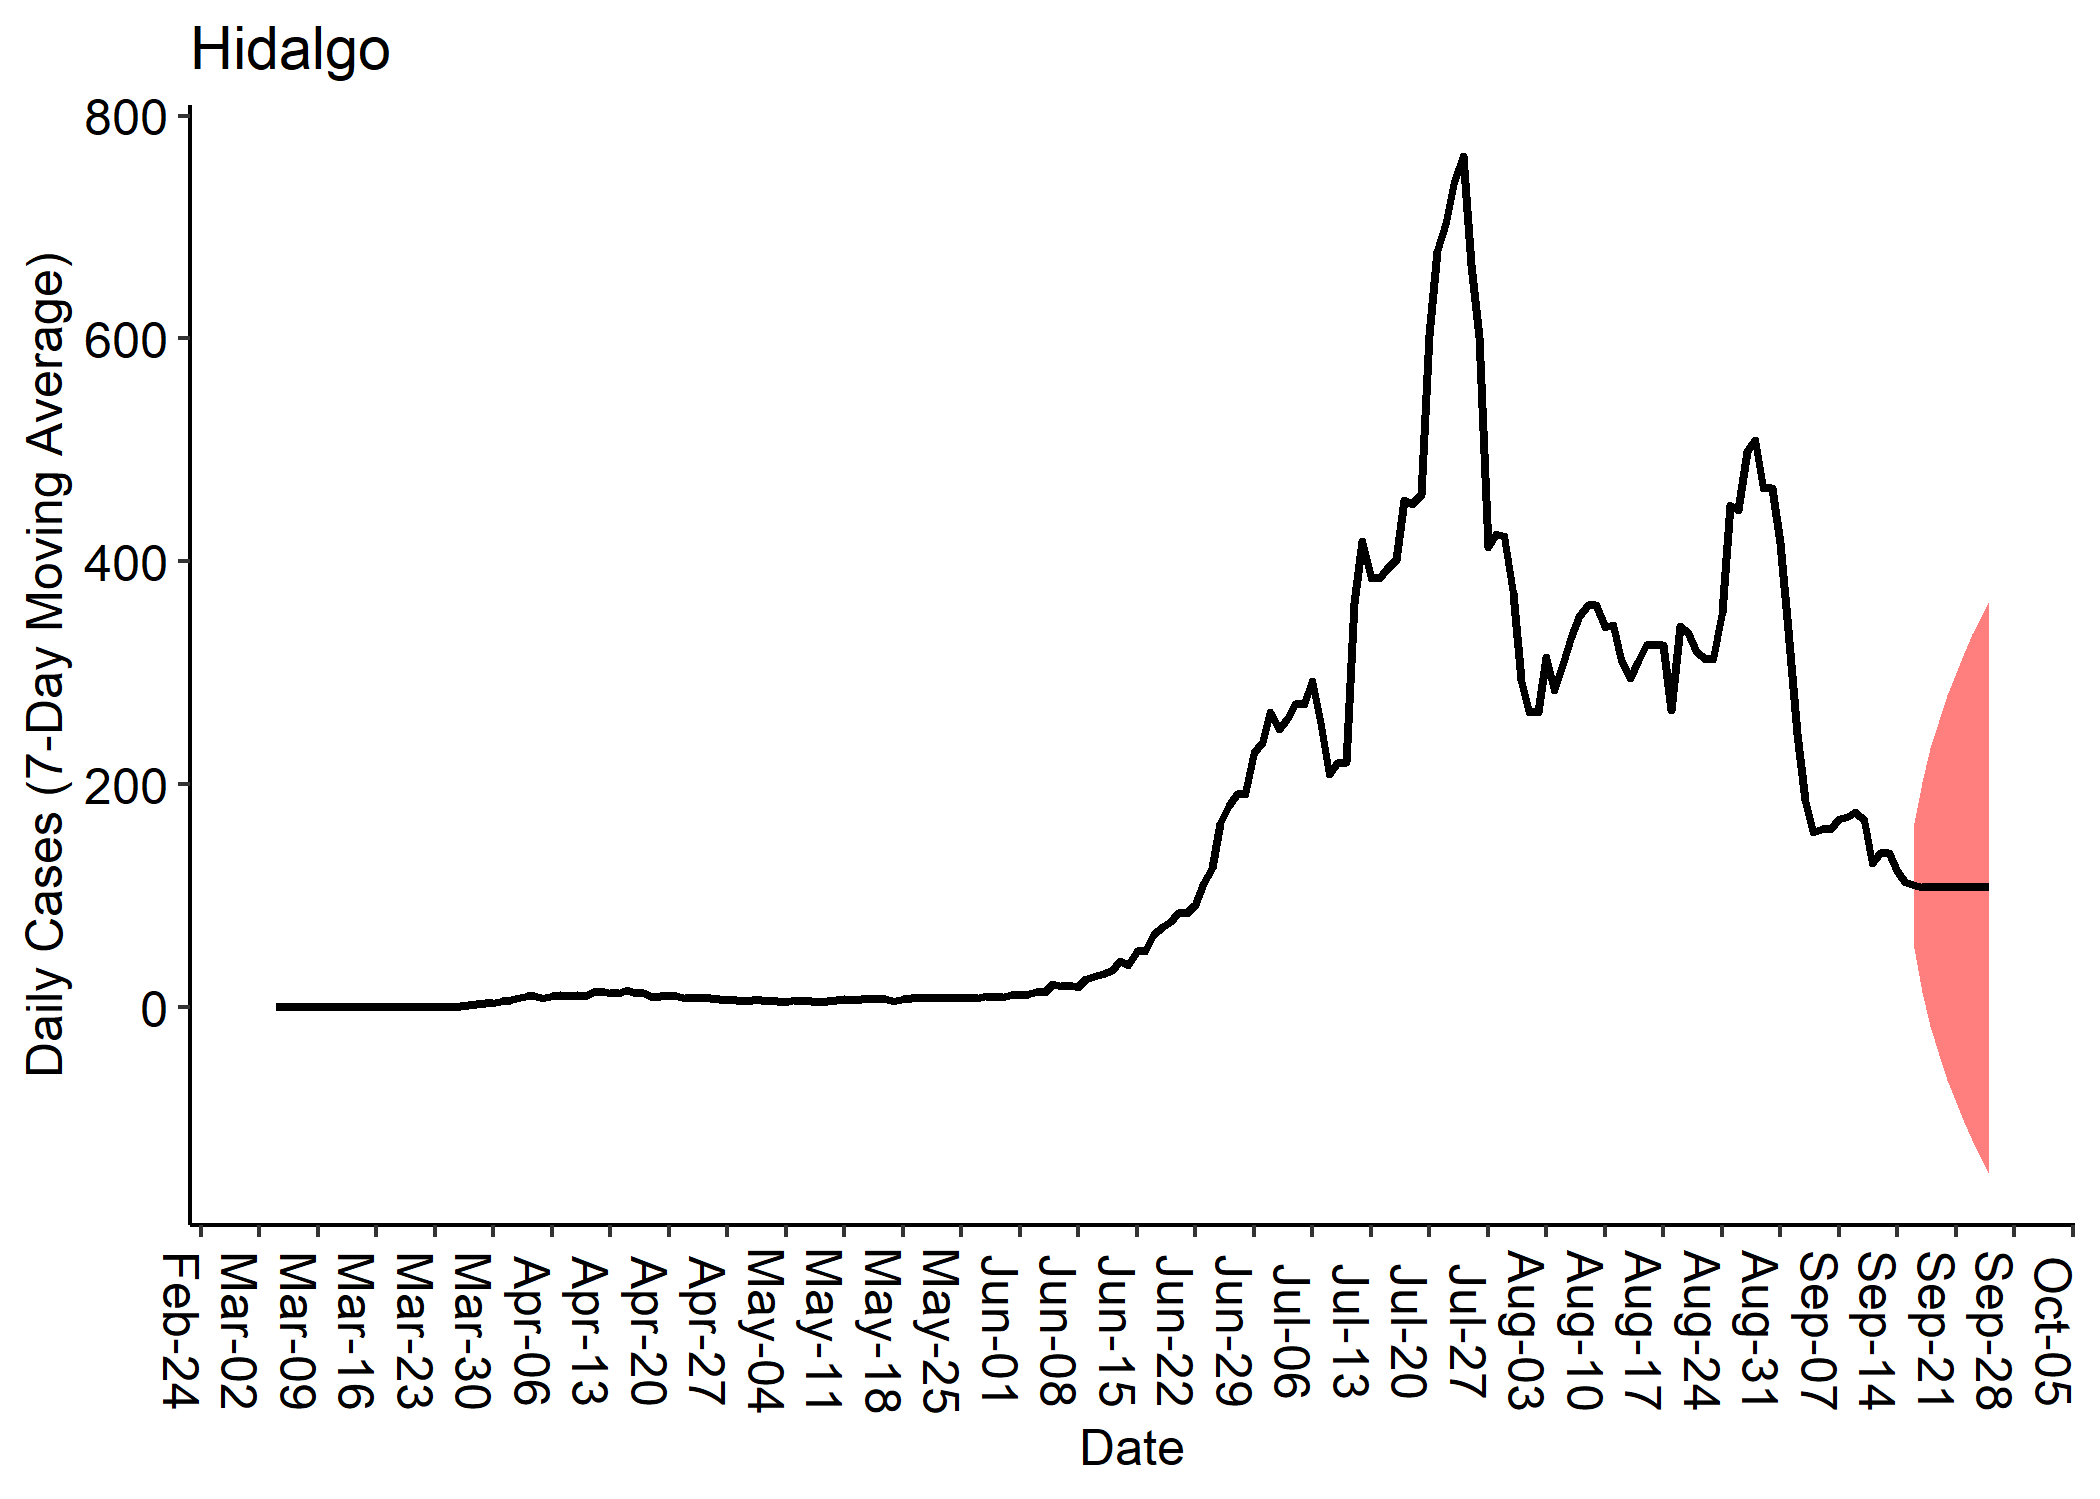 Hidalgo
Daily Cases (7-Day Moving Average)
800
600
400
200
0
Feb-24
Mar-02
Mar-09
Mar-16
Mar-23
Mar-30
Apr-06
Apr-13
Apr-20
Apr-27
May-04
May-11
May-18
May-25
Jun-01
Jun-08
Jun-15
Jun-22
Jun-29
Jul-06
Jul-13
Jul-20
Jul-27
Aug-03
Aug-10
Aug-17
Aug-24
Aug-31
Sep-07
Sep-14
Sep-21
Sep-28
Oct-05
Date